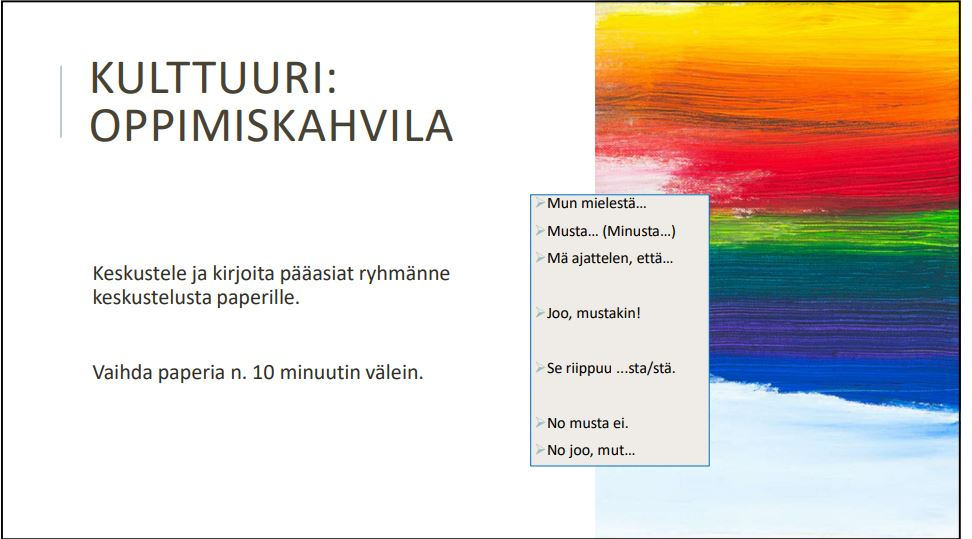 KULTTUURI:
OPPIMISKAHVILA
Keskustele ja kirjoita pääasiat ryhmänne
keskustelusta paperille.
Vaihda paperia n. 10 minuutin välein.
Mun mielestä…
Musta… (Minusta…)
Mä ajattelen, että…
Joo, mustakin!
Se riippuu ...sta/stä.
No musta ei.
No joo, mut…